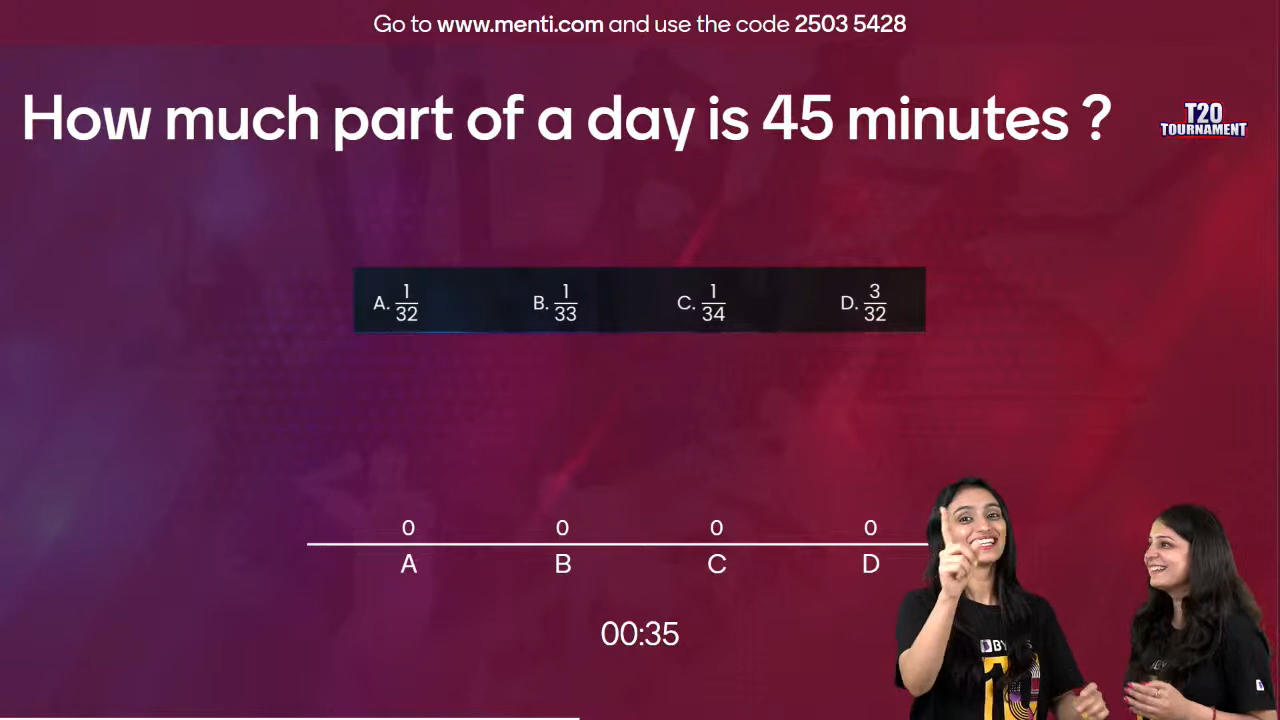 Go to www.menti.com and use the code 2503 5428
How much part of a day is 45 minutes ?
T20
TOURNAMENT
A. 1/32 B. 1/33 C. 1/34 D. 3/32
0 0 0 0
A B C D
00:35